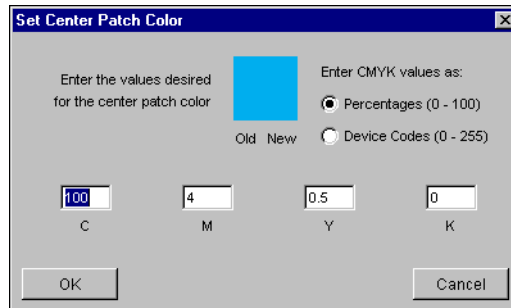 Set Center Patch Color
Enter the values desired
for the center patch color
Old New
Enter CMYK values as:
Percentages (0 - 100)
Device Codes (0 - 255)
100 4 0.5 0
C M Y K
OK Cancel